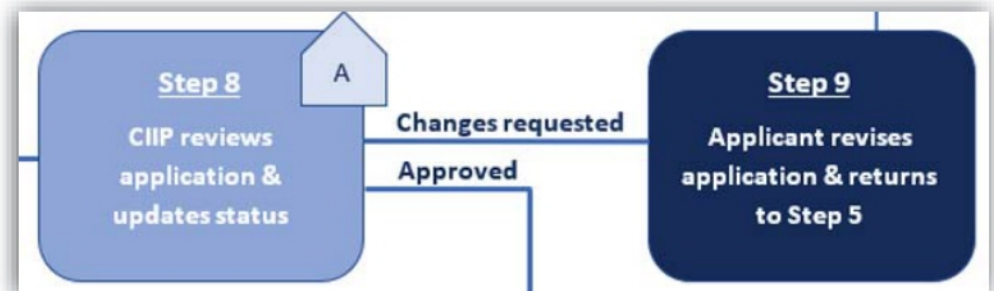 Step 8
A
CIIP reviews
application &
updates status
Changes requested
Approved
Step 9
Applicant revises
application & returns
to Step 5